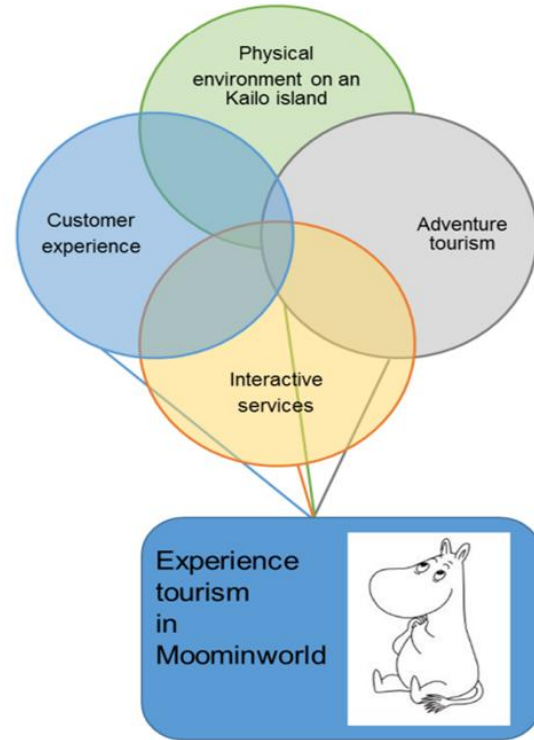 Physical
environment on an
Kailo island
Customer
experience
Adventure
tourism
Interactive
services
Experience
tourism
in
Moominworld